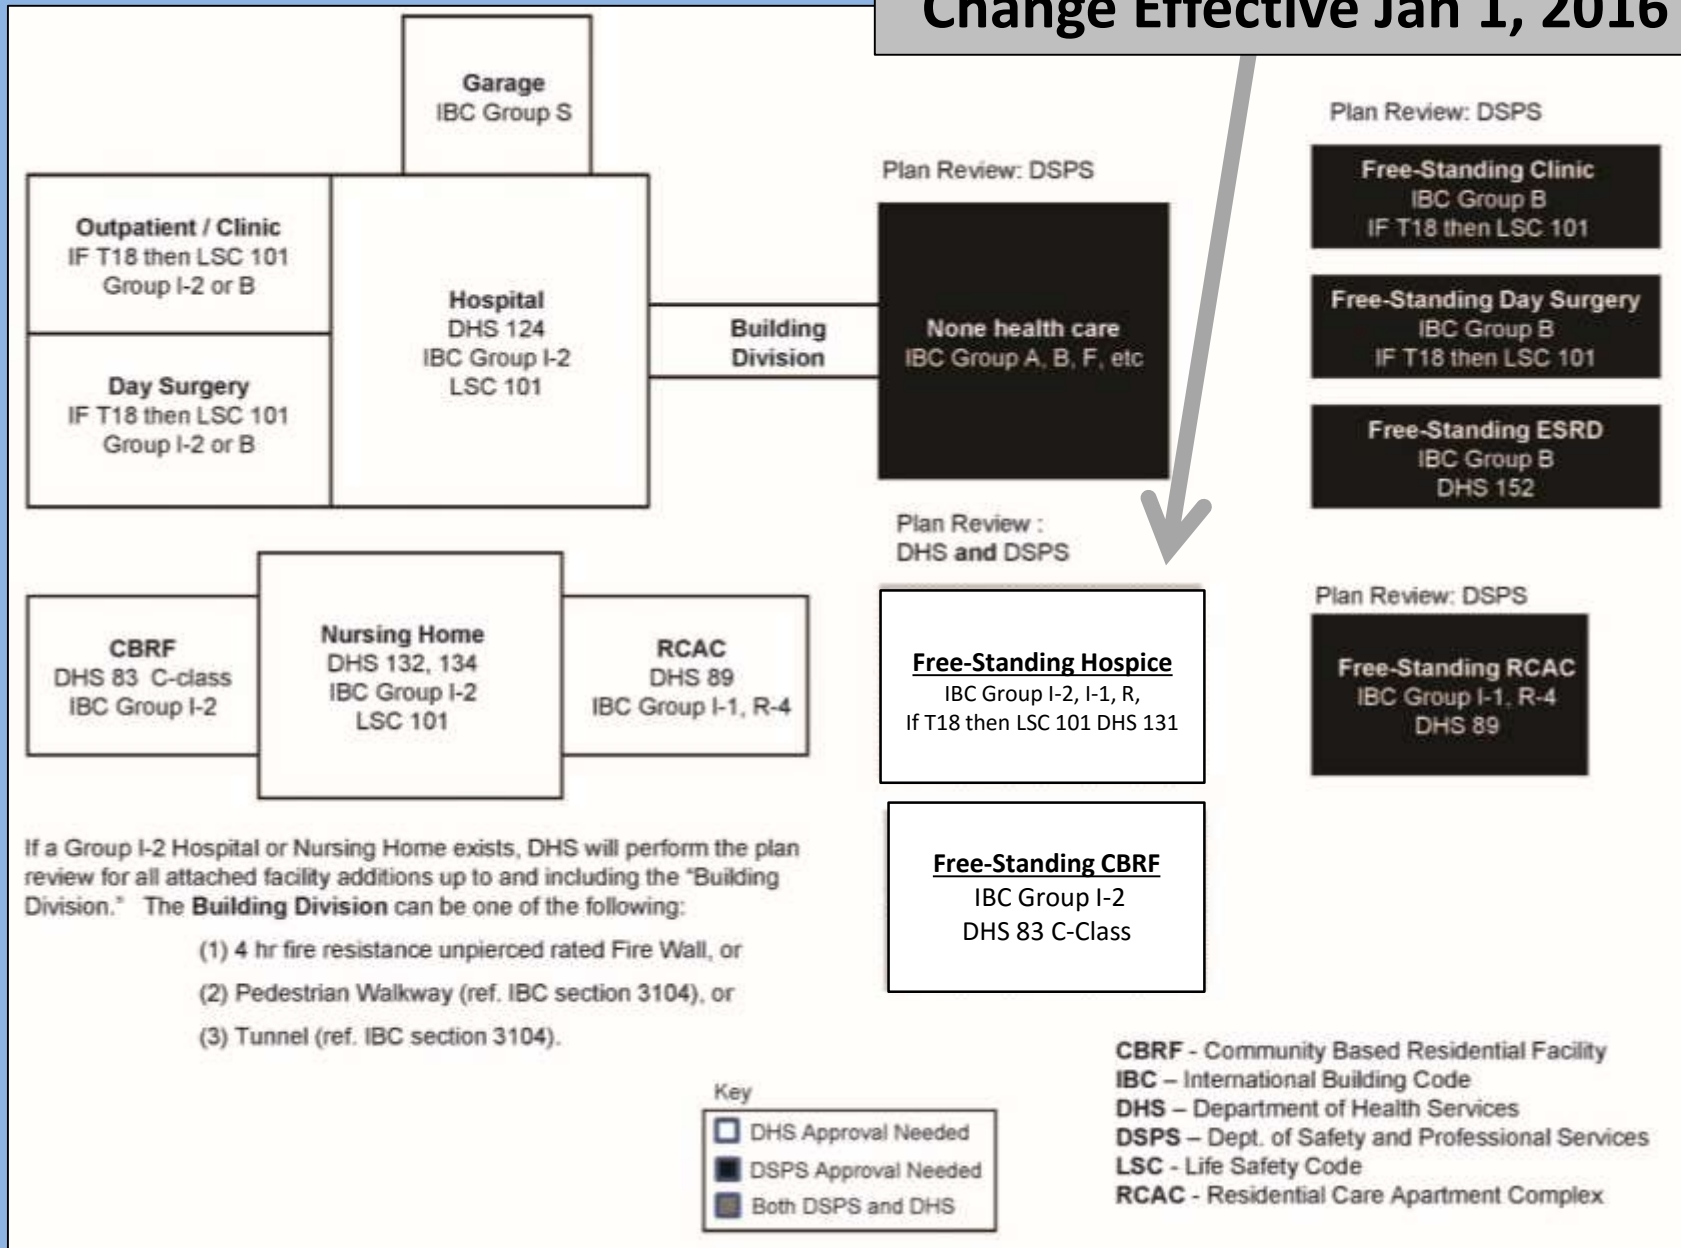 Change Effective Jan 1, 2016
Garage
IBC Group S
Outpatient / Clinic
IF T18 then LSC 101
Group I-2 or B
Day Surgery
IF T18 then LSC 101
Group I-2 or B
Hospital
DHS 124
IBC Group I-2
LSC 101
Building
Division
Plan Review: DSPS
None health care
IBC Group A, B, F, etc
Plan Review: DSPS
Free-Standing Clinic
IBC Group B
IF T18 then LSC 101
Free-Standing Day Surgery
IBC Group B
IF T18 then LSC 101
Free-Standing ESRD
IBC Group B
DHS 152
CBRF
DHS 83 C-class
IBC Group I-2
Nursing Home
DHS 132, 134
IBC Group I-2
LSC 101
RCAC
DHS 89
IBC Group I-1, R-4
Plan Review :
DHS and DSPS
Free-Standing Hospice
IBC Group I-2, I-1, R,
If T18 then LSC 101 DHS 131
Free-Standing CBRF
IBC Group I-2
DHS 83 C-Class
Plan Review: DSPS
Free-Standing RCAC
IBC Group I-1, R-4
DHS 89
If a Group I-2 Hospital or Nursing Home exists, DHS will perform the plan
review for all attached facility additions up to and including the “Building
Division.” The Building Division can be one of the following:
(1) 4 hr fire resistance unpierced rated Fire Wall, or
(2) Pedestrian Walkway (ref. IBC section 3104), or
(3) Tunnel (ref. IBC section 3104).
Key
DHS Approval Needed
DSPS Approval Needed
Both DSPS and DHS
CBRF - Community Based Residential Facility
IBC – International Building Code
DHS – Department of Health Services
DSPS – Dept. of Safety and Professional Services
LSC - Life Safety Code
RCAC - Residential Care Apartment Complex